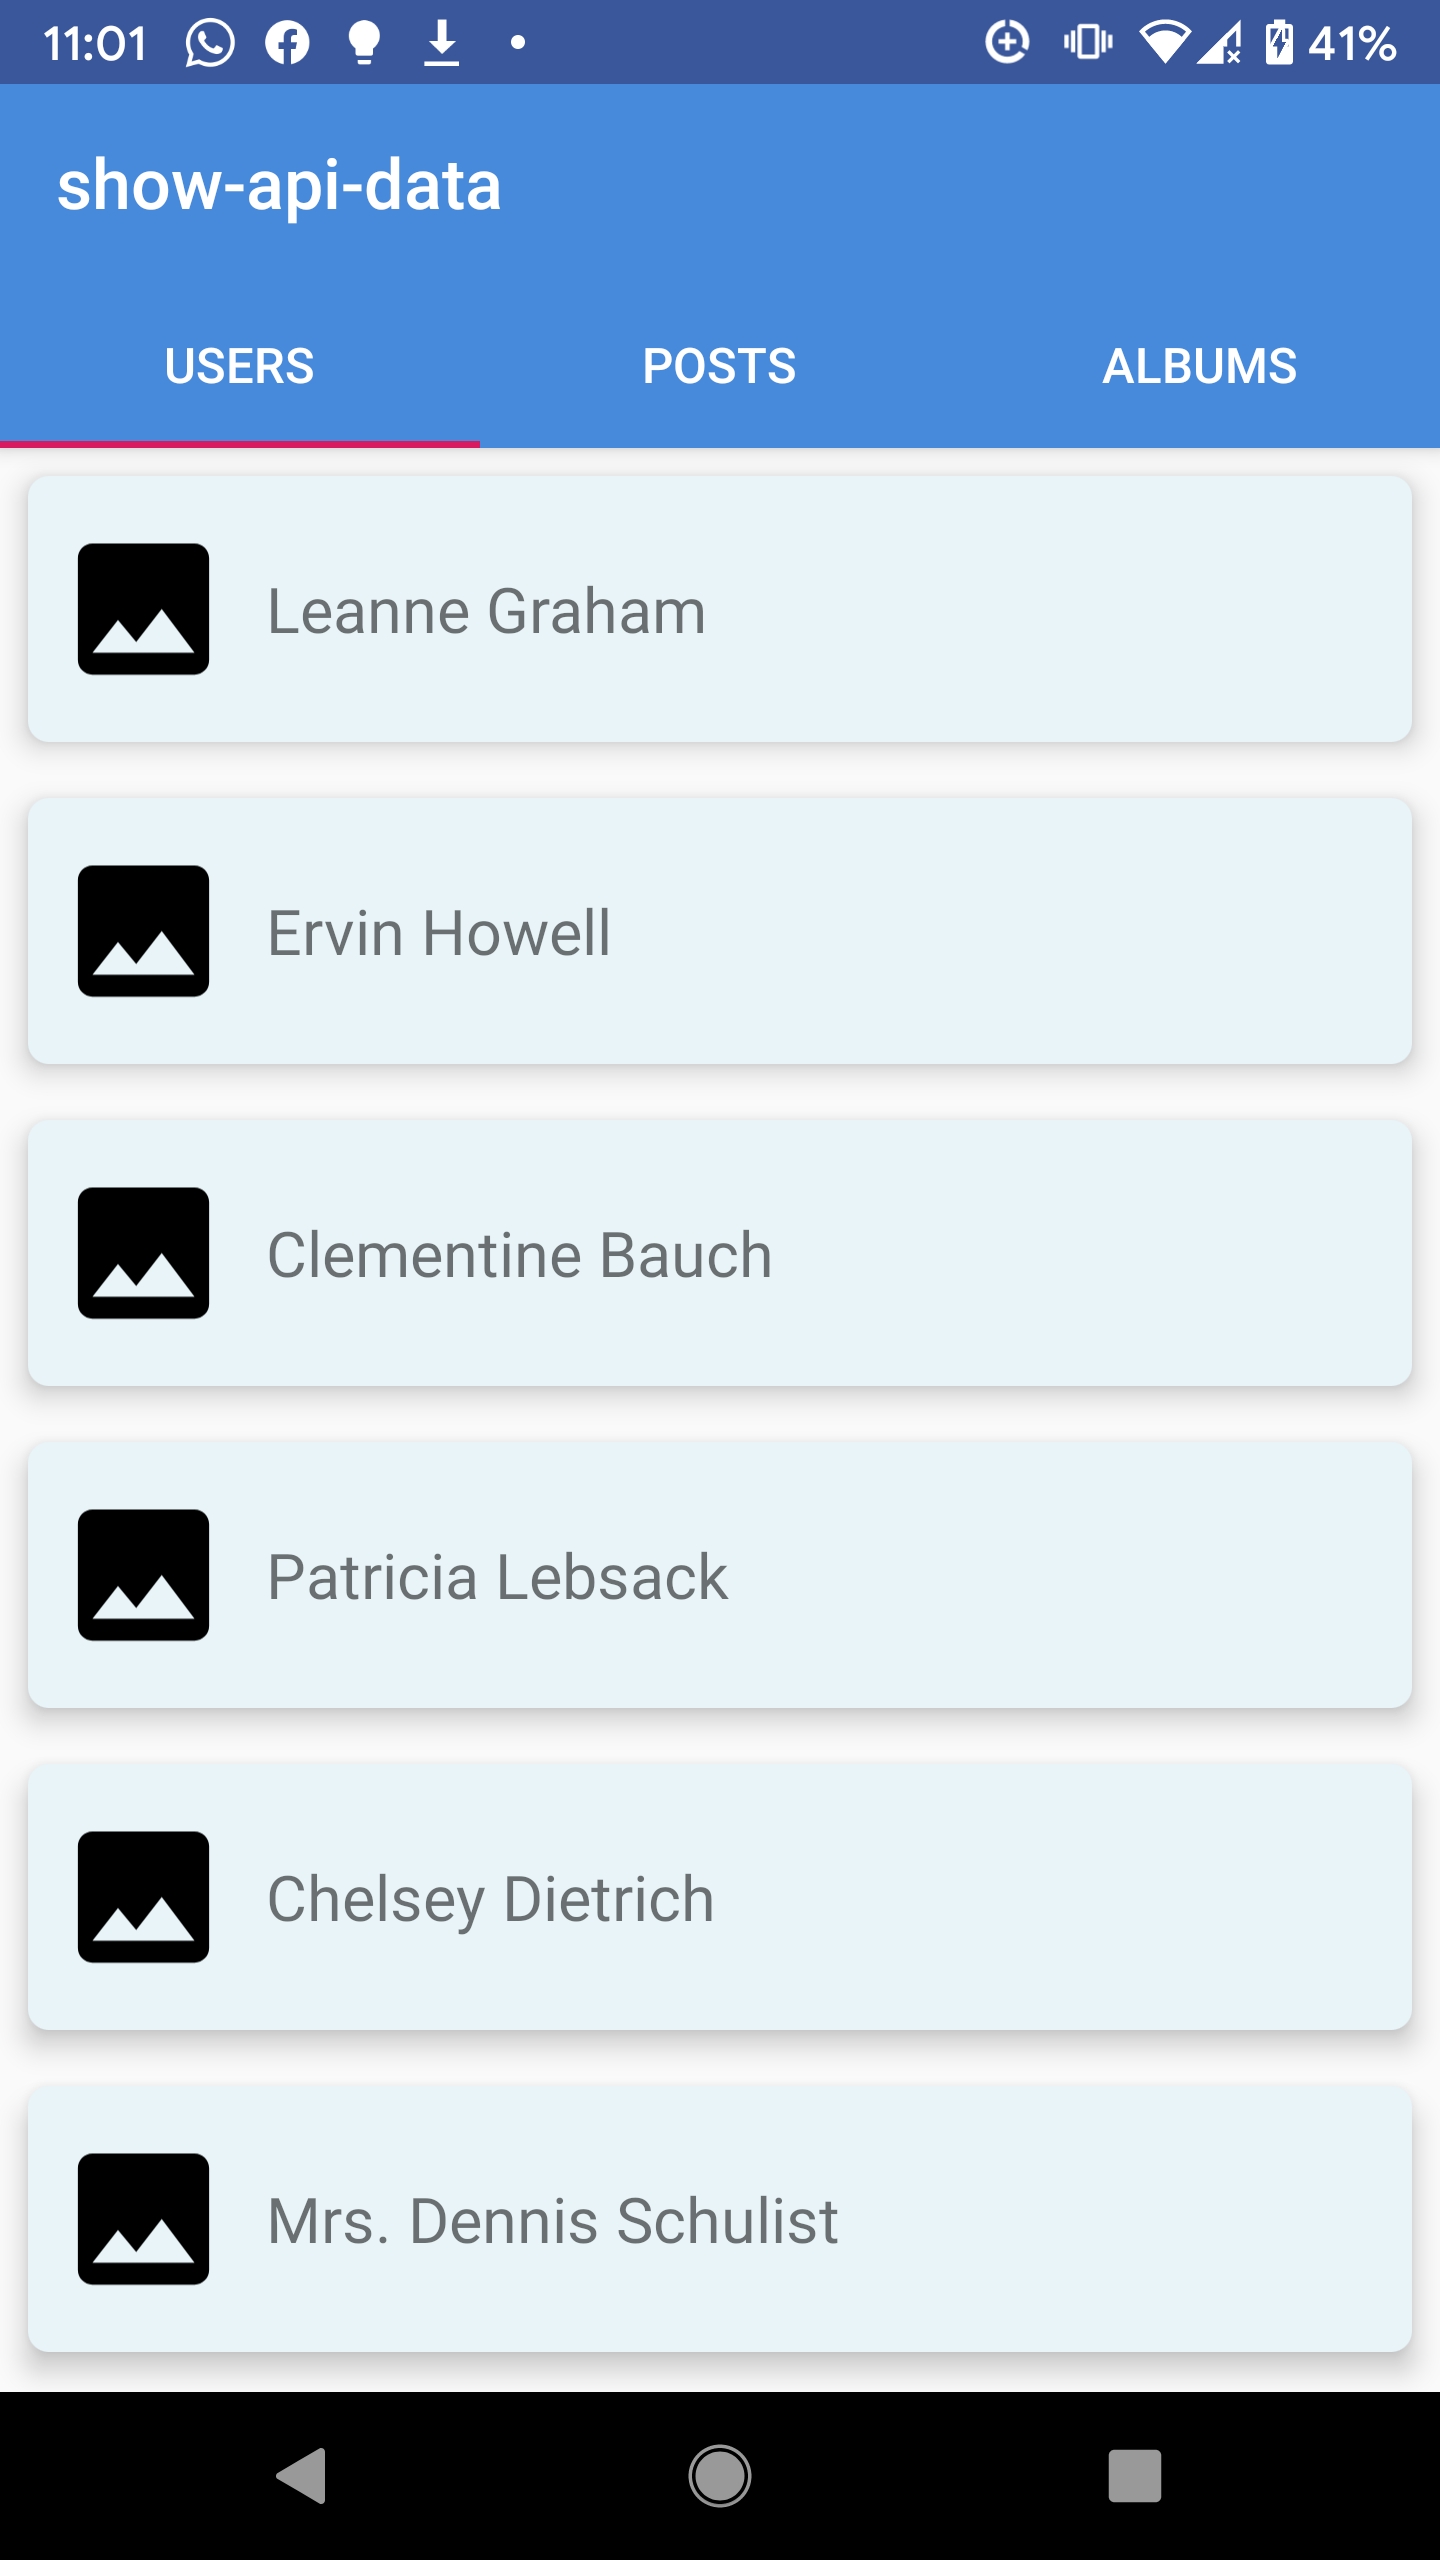 11:01 41%
show-api-data
USERS POSTS ALBUMS
Leanne Graham
Ervin Howell
Clementine Bauch
Patricia Lebsack
Chelsey Dietrich
Mrs. Dennis Schulist